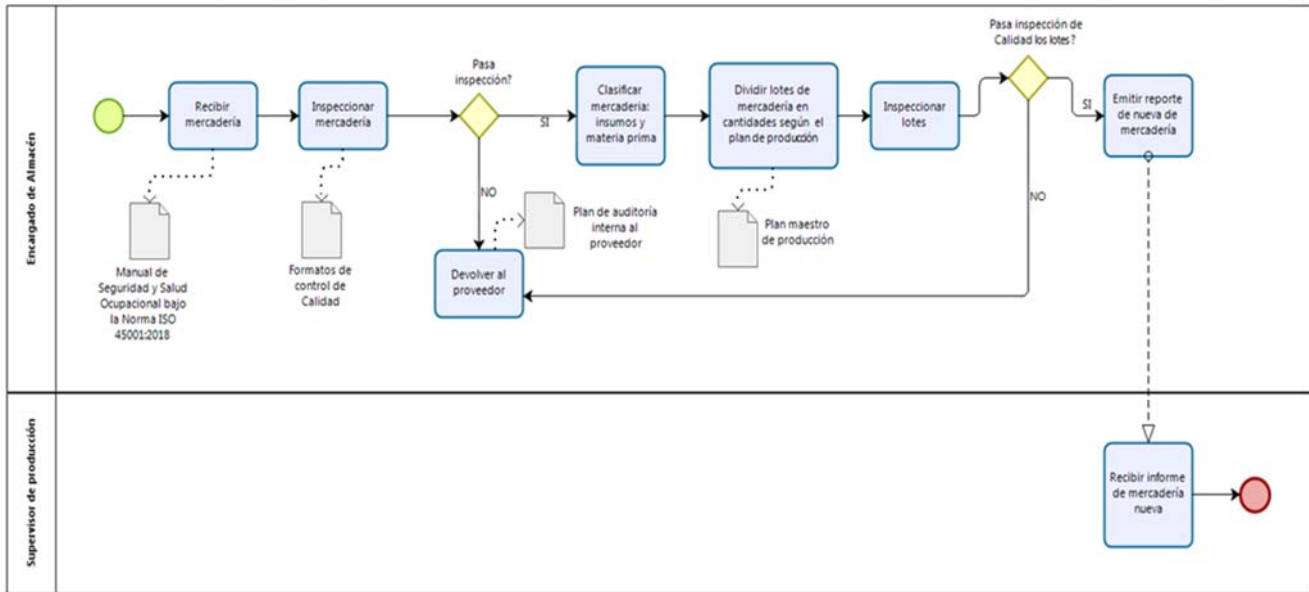 Encargado de Almacén
Recibir
mercadería
Manual de
Seguridad y Salud
Ocupacional bajo
la Norma ISO
45001:2018
Inspeccionar
mercadería
Formatos de
control de
Calidad
Pasa
inspección?
SI
NO
Devolver al
proveedor
Plan de auditoría
interna al
proveedor
Clasificar
mercaderia:
insumos y
materia prima
Dividir lotes de
mercadería en
cantidades según el
plan de producción
Plan maestro
de producción
Inspeccionar
lotes
Pasa inspección de
Calidad los lotes?
SI
NO
Emitir reporte
de nueva de
mercadería
Supervisor de producción
Recibir informe
de mercadería
nueva